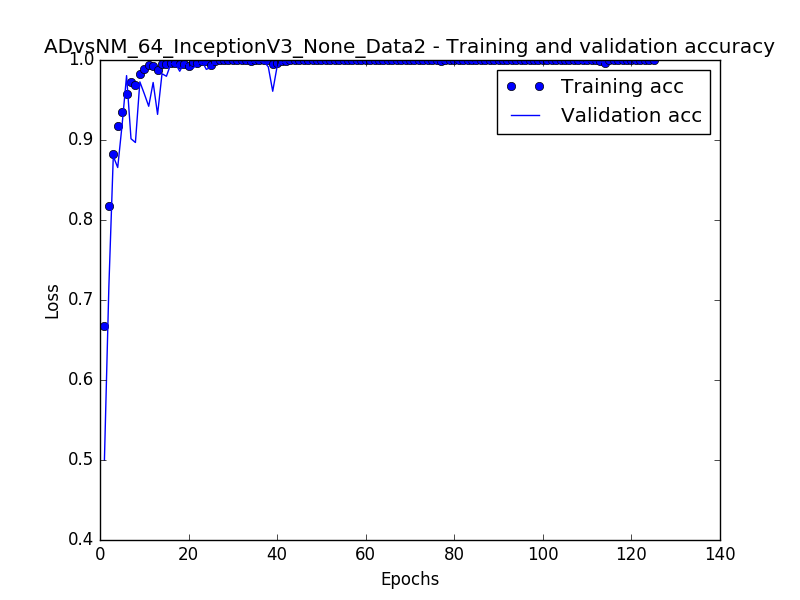 ADvsNM_64_InceptionV3_None_Data2 - Training and validation accuracy
1.0
0.9
0.8
0.7
0.6
0.5
0.4
Loss
Training acc
Validation acc
0 20 40 60 80 100 120 140
Epochs